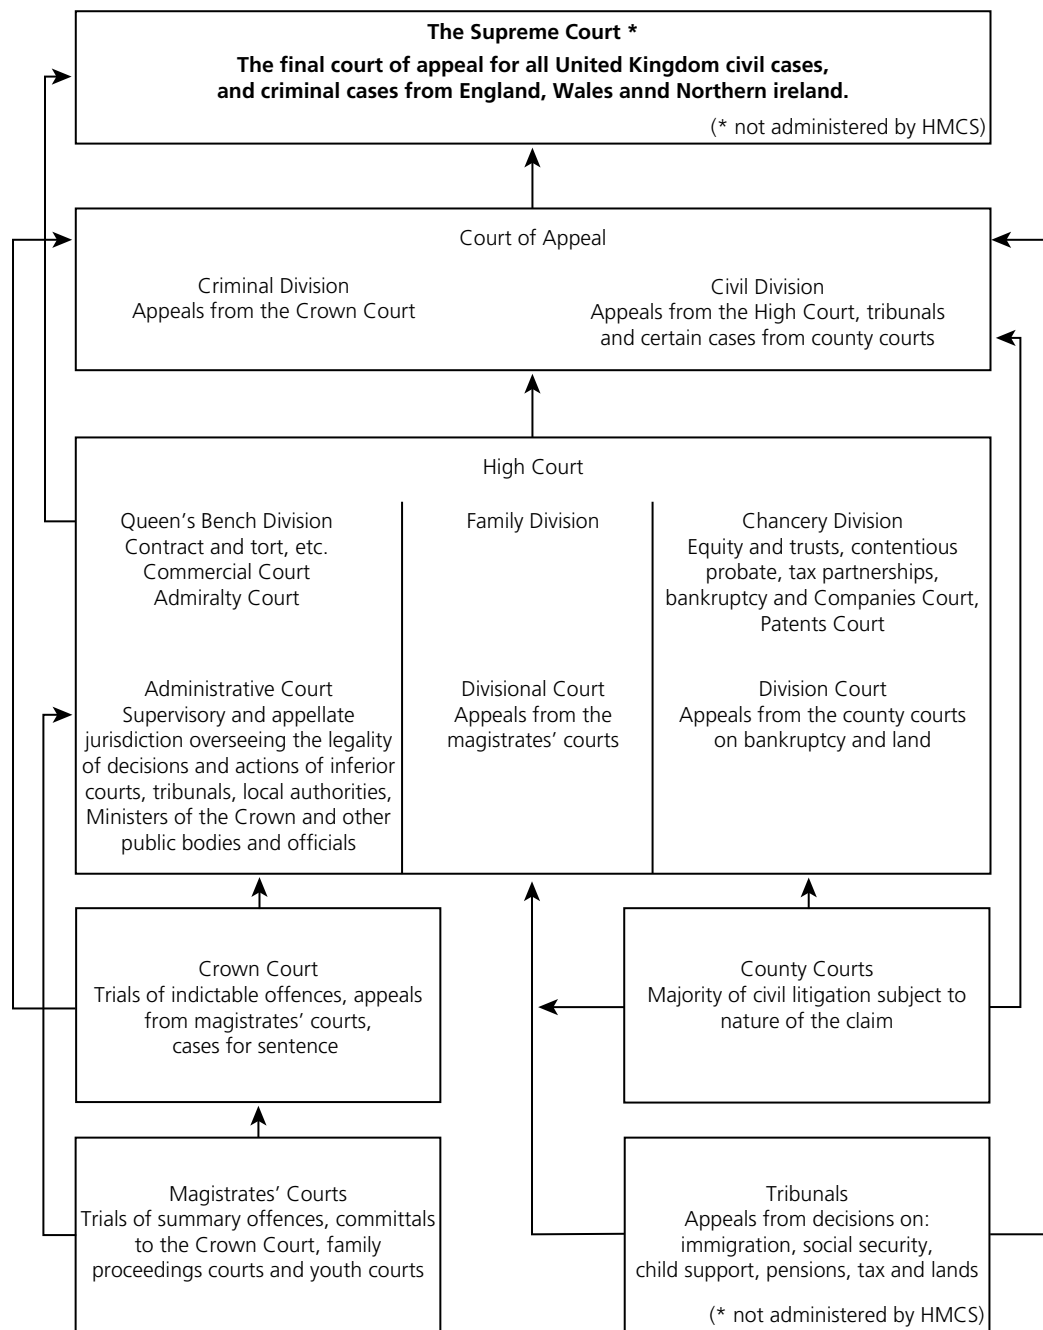 The Supreme Court *
The final court of appeal for all United Kingdom civil cases,
and criminal cases from England, Wales annd Northern ireland.
(* not administered by HMCS)
Court of Appeal
Criminal Division
Appeals from the Crown Court
Civil Division
Appeals from the High Court, tribunals
and certain cases from county courts
High Court
Queen's Bench Division
Contract and tort, etc.
Commercial Court
Admiralty Court
Family Division
Chancery Division
Equity and trusts, contentious
probate, tax partnerships,
bankruptcy and Companies Court,
Patents Court
Administrative Court
Supervisory and appellate
jurisdiction overseeing the legality
of decisions and actions of inferior
courts, tribunals, local authorities,
Ministers of the Crown and other
public bodies and officials
Divisional Court
Appeals from the
magistrates' courts
Division Court
Appeals from the county courts
on bankruptcy and land
Crown Court
Trials of indictable offences, appeals
from magistrates' courts,
cases for sentence
County Courts
Majority of civil litigation subject to
nature of the claim
Magistrates' Courts
Trials of summary offences, committals
to the Crown Court, family
proceedings courts and youth courts
Tribunals
Appeals from decisions on:
immigration, social security,
child support, pensions, tax and lands
(* not administered by HMCS)